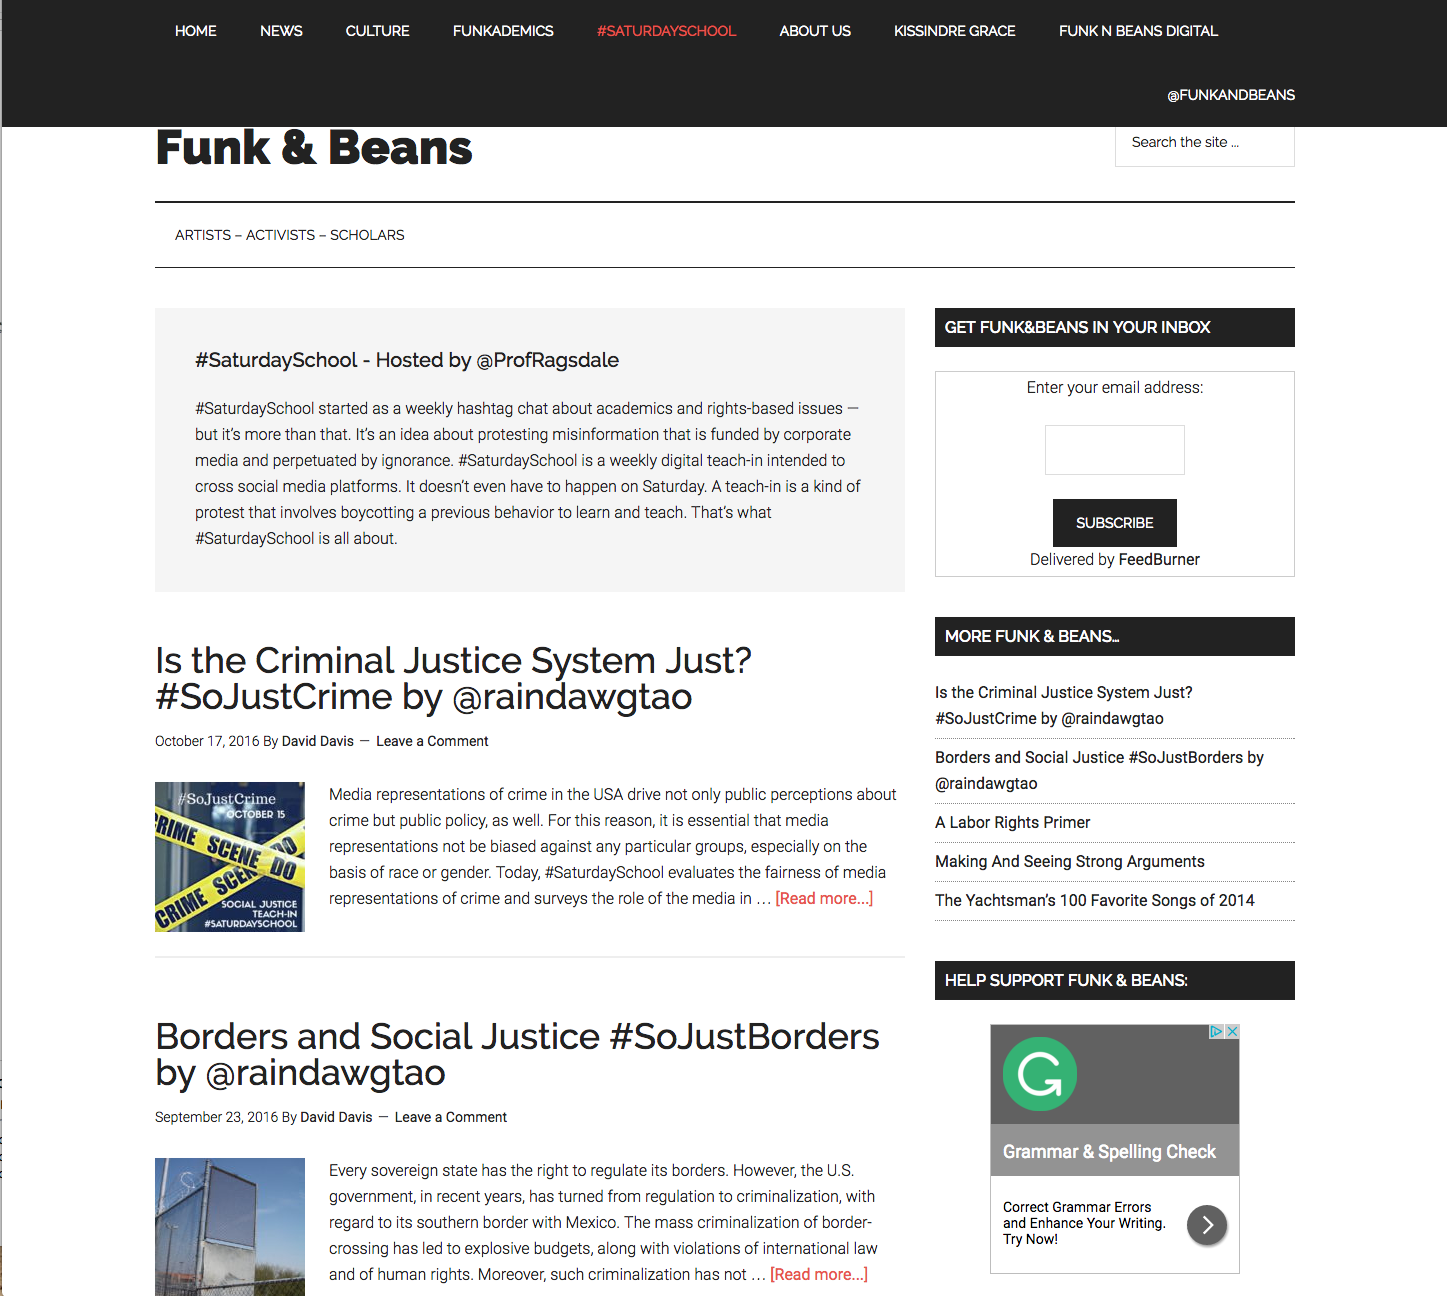 HOME NEWS CULTURE FUNKADEMICS #SATURDAYSCHOOL ABOUT US KISSINDRE GRACE FUNK N BEANS DIGITAL
@FUNKANDBEANS
Funk & Beans
Search the site ...
ARTISTS – ACTIVISTS – SCHOLARS
#SaturdaySchool - Hosted by @ProfRagsdale
#SaturdaySchool started as a weekly hashtag chat about academics and rights-based issues —
but it's more than that. It's an idea about protesting misinformation that is funded by corporate
media and perpetuated by ignorance. #SaturdaySchool is a weekly digital teach-in intended to
cross social media platforms. It doesn't even have to happen on Saturday. A teach-in is a kind of
protest that involves boycotting a previous behavior to learn and teach. That's what
#SaturdaySchool is all about.
Is the Criminal Justice System Just?
#SoJustCrime by @raindawgtao
October 17, 2016 By David Davis — Leave a Comment
#SoJustCrime
OCTOBER 15
CRIME SCENE DO
CRIME SCENE DO
SOCIAL JUSTICE
TEACH-IN
#SATURDAYSCHOOL
Media representations of crime in the USA drive not only public perceptions about
crime but public policy, as well. For this reason, it is essential that media
representations not be biased against any particular groups, especially on the
basis of race or gender. Today, #SaturdaySchool evaluates the fairness of media
representations of crime and surveys the role of the media in … [Read more...]
Borders and Social Justice #SoJustBorders
by @raindawgtao
September 23, 2016 By David Davis — Leave a Comment
Every sovereign state has the right to regulate its borders. However, the U.S.
government, in recent years, has turned from regulation to criminalization, with
regard to its southern border with Mexico. The mass criminalization of border-
crossing has led to explosive budgets, along with violations of international law
and of human rights. Moreover, such criminalization has not … [Read more...]
GET FUNK&BEANS IN YOUR INBOX
Enter your email address:
SUBSCRIBE
Delivered by FeedBurner
MORE FUNK & BEANS…
Is the Criminal Justice System Just?
#SoJustCrime by @raindawgtao
Borders and Social Justice #SoJustBorders by
@raindawgtao
A Labor Rights Primer
Making And Seeing Strong Arguments
The Yachtsman's 100 Favorite Songs of 2014
HELP SUPPORT FUNK & BEANS:
Grammar & Spelling Check
Correct Grammar Errors
and Enhance Your Writing.
Try Now!